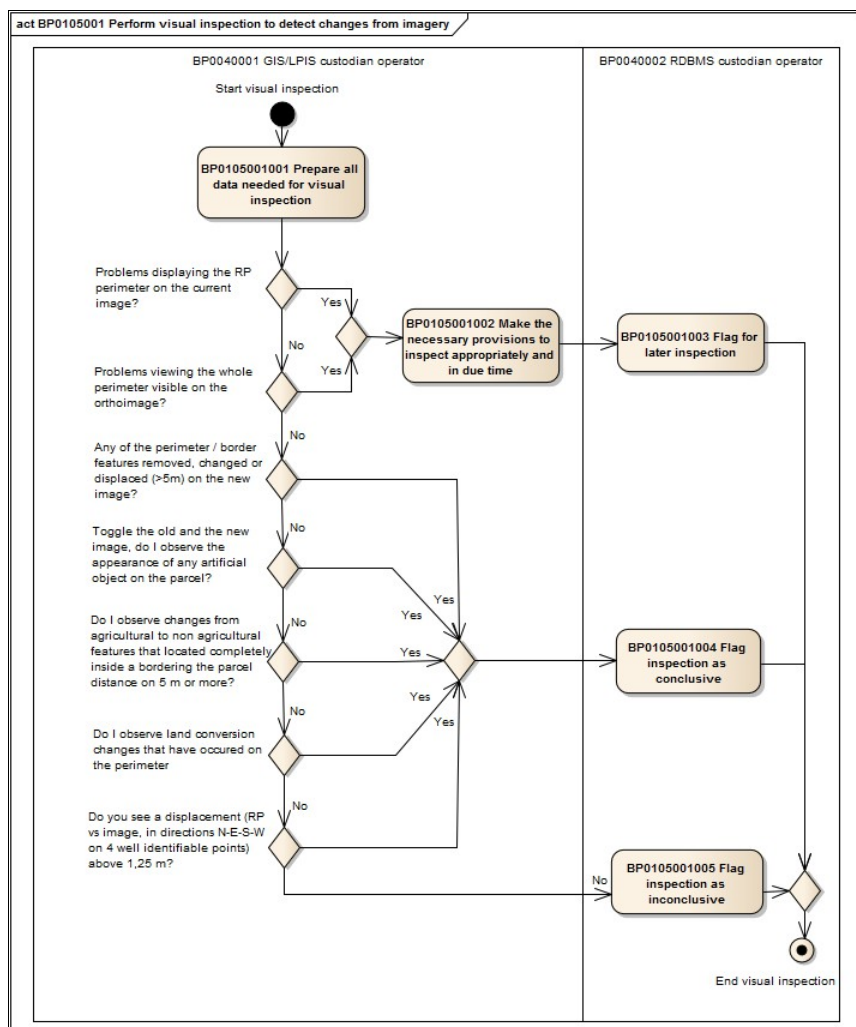 act BP0105001 Perform visual inspection to detect changes from imagery
BP0040001 GIS/LPIS custodian operator
BP0040002 RDBMS custodian operator
Start visual inspection
BP0105001001 Prepare all
data needed for visual
inspection
Problems displaying the RP
perimeter on the current
image?
Yes
BP0105001002 Make the
necessary provisions to
inspect appropriately and
in due time
BP0105001003 Flag for
later inspection
No
Yes
Problems viewing the whole
perimeter visible on the
orthoimage?
No
Any of the perimeter / border
features removed, changed or
displaced (>5m) on the new
image?
No
Toggle the old and the new
image, do I observe the
appearance of any artificial
object on the parcel?
Yes
Yes
No
Do I observe changes from
agricultural to non agricultural
features that located completely
inside a bordering the parcel
distance on 5 m or more?
Yes
BP0105001004 Flag
inspection as
conclusive
No
Yes
Yes
Do I observe land conversion
changes that have occured on
the perimeter
No
Do you see a displacement (RP
vs image, in directions N-E-S-W
on 4 well identifiable points)
above 1,25 m?
No
BP0105001005 Flag
inspection as
inconclusive
End visual inspection